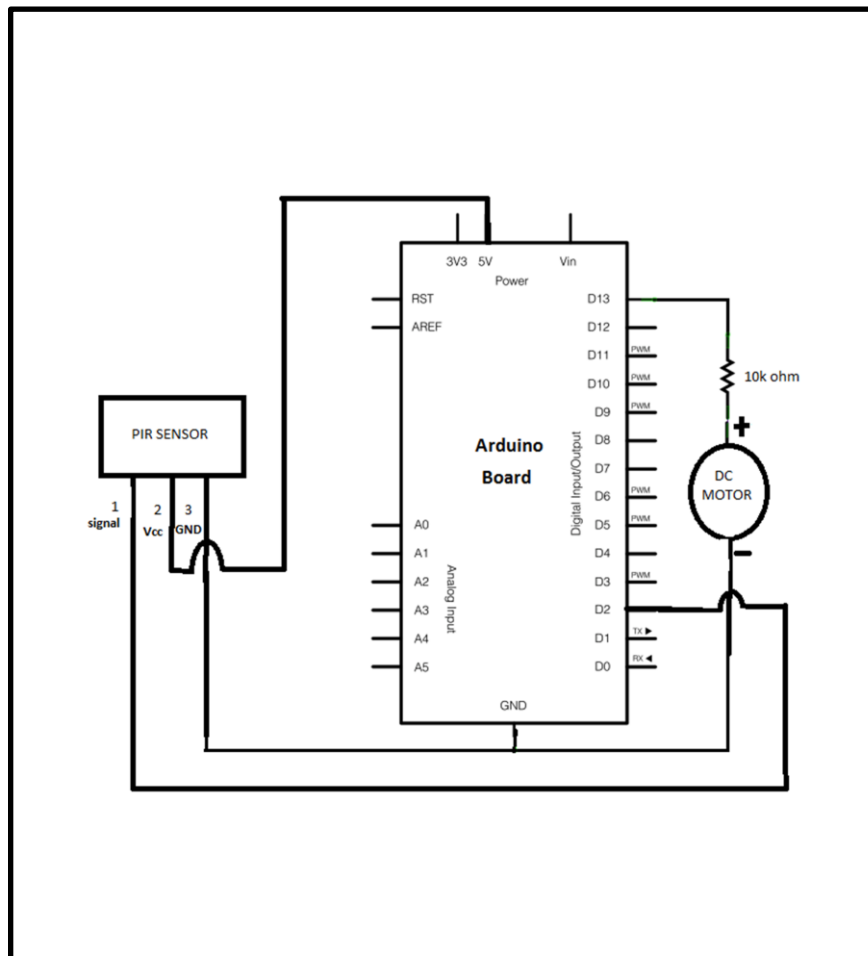 3V3 5V Vin
Power
RST
AREF
D13
D12
PWM
D11
PWM
D10
PWM
D9
D8
D7
PWM
D6
PWM
D5
D4
PWM
D3
D2
TX ▶
D1
RX ◀
D0
Digital Input/Output
Arduino
Board
10k ohm
+
DC
MOTOR
-
PIR SENSOR
1 2 3
signal Vcc GND
A0
A1
A2
A3
A4
A5
Analog Input
GND